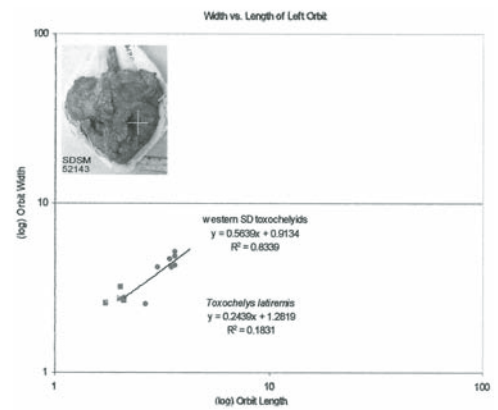 Width vs. Length of Left Orbit
100
SDSM
52143
(log) Orbit Width
10
western SD toxochelyids
y = 0.5639x + 0.9134
R² = 0.8339
Toxochelys latiremis
y = 0.2439x + 1.2819
R² = 0.1831
1
1
10
100
(log) Orbit Length